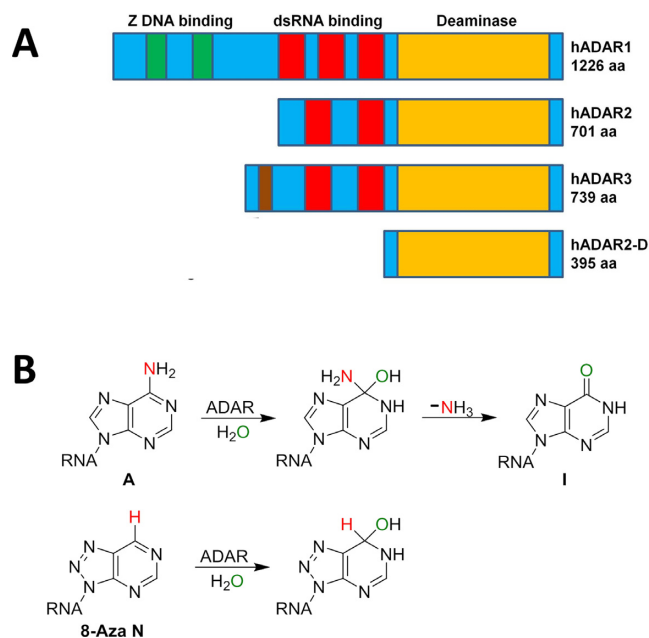 A
Z DNA binding dsRNA binding Deaminase
hADAR1
1226 aa
hADAR2
701 aa
hADAR3
739 aa
hADAR2-D
395 aa
B
NH2
N
N
N
N
RNA
A
ADAR
H2O
H2N OH
N
NH
N
N
RNA
−NH3
O
N
NH
N
N
RNA
I
H
N
N
N
N
N
RNA
8-Aza N
ADAR
H2O
H OH
N
NH
N
N
N
RNA